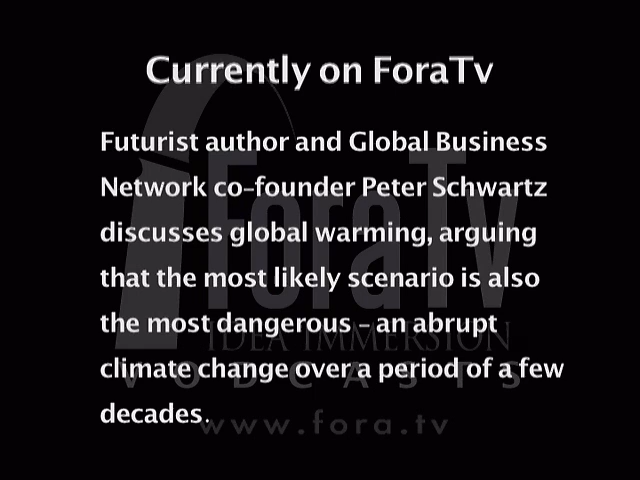 Currently on ForaTv
Futurist author and Global Business
Network co-founder Peter Schwartz
discusses global warming, arguing
that the most likely scenario is also
the most dangerous - an abrupt
climate change over a period of a few
decades.
ForaTv
IDEA IMMERSION
VODCASTS
www.fora.tv